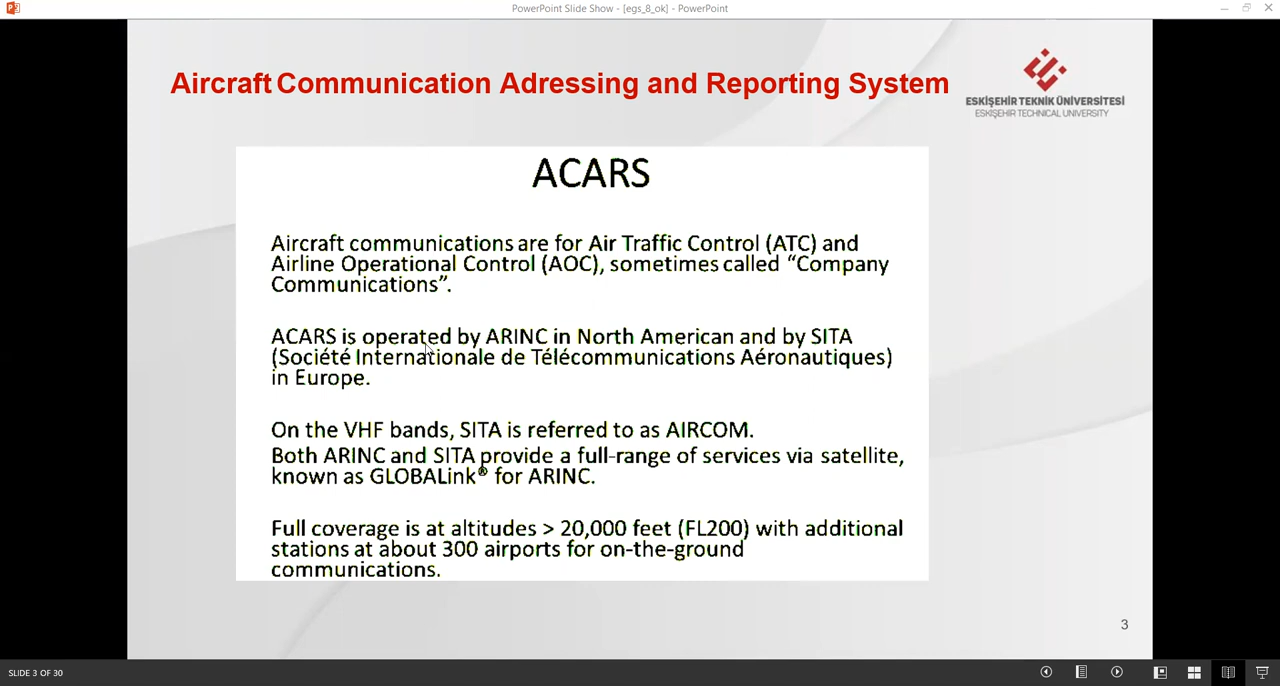 PowerPoint Slide Show - [egs_8_ok] - PowerPoint
Aircraft Communication Adressing and Reporting System
ESKİŞEHİR TEKNİK ÜNİVERSİTESİ
ESKİŞEHİR TECHNICAL UNIVERSITY
ACARS
Aircraft communications are for Air Traffic Control (ATC) and
Airline Operational Control (AOC), sometimes called “Company
Communications”.
ACARS is operated by ARINC in North American and by SITA
(Société Internationale de Télécommunications Aéronautiques)
in Europe.
On the VHF bands, SITA is referred to as AIRCOM.
Both ARINC and SITA provide a full-range of services via satellite,
known as GLOBALink® for ARINC.
Full coverage is at altitudes > 20,000 feet (FL200) with additional
stations at about 300 airports for on-the-ground
communications.
3
SLIDE 3 OF 30